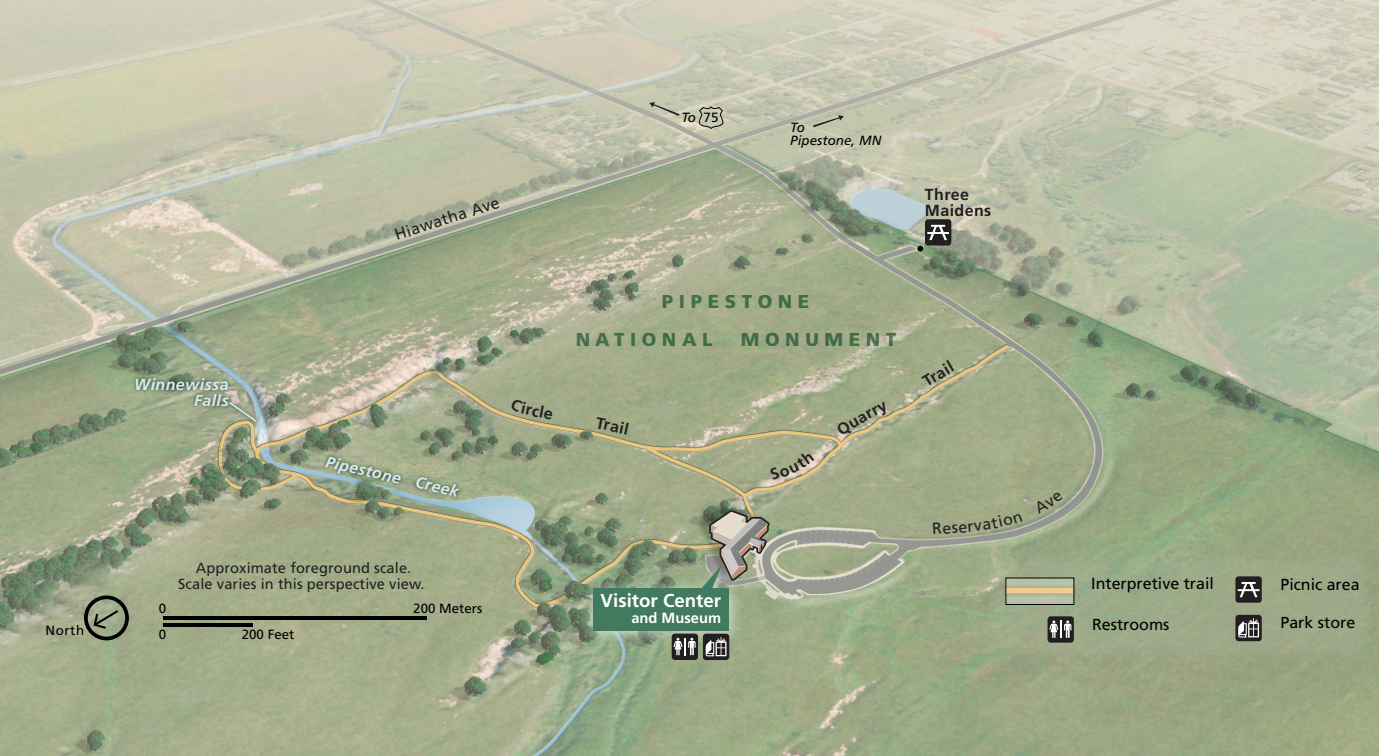 To 75
To
Pipestone, MN
Three
Maidens
Hiawatha Ave
PIPESTONE
NATIONAL MONUMENT
Winnewissa
Falls
Circle Trail
South Quarry Trail
Pipestone Creek
Reservation Ave
Approximate foreground scale.
Scale varies in this perspective view.
0 200 Meters
0 200 Feet
North
Visitor Center
and Museum
Interpretive trail
Picnic area
Restrooms
Park store